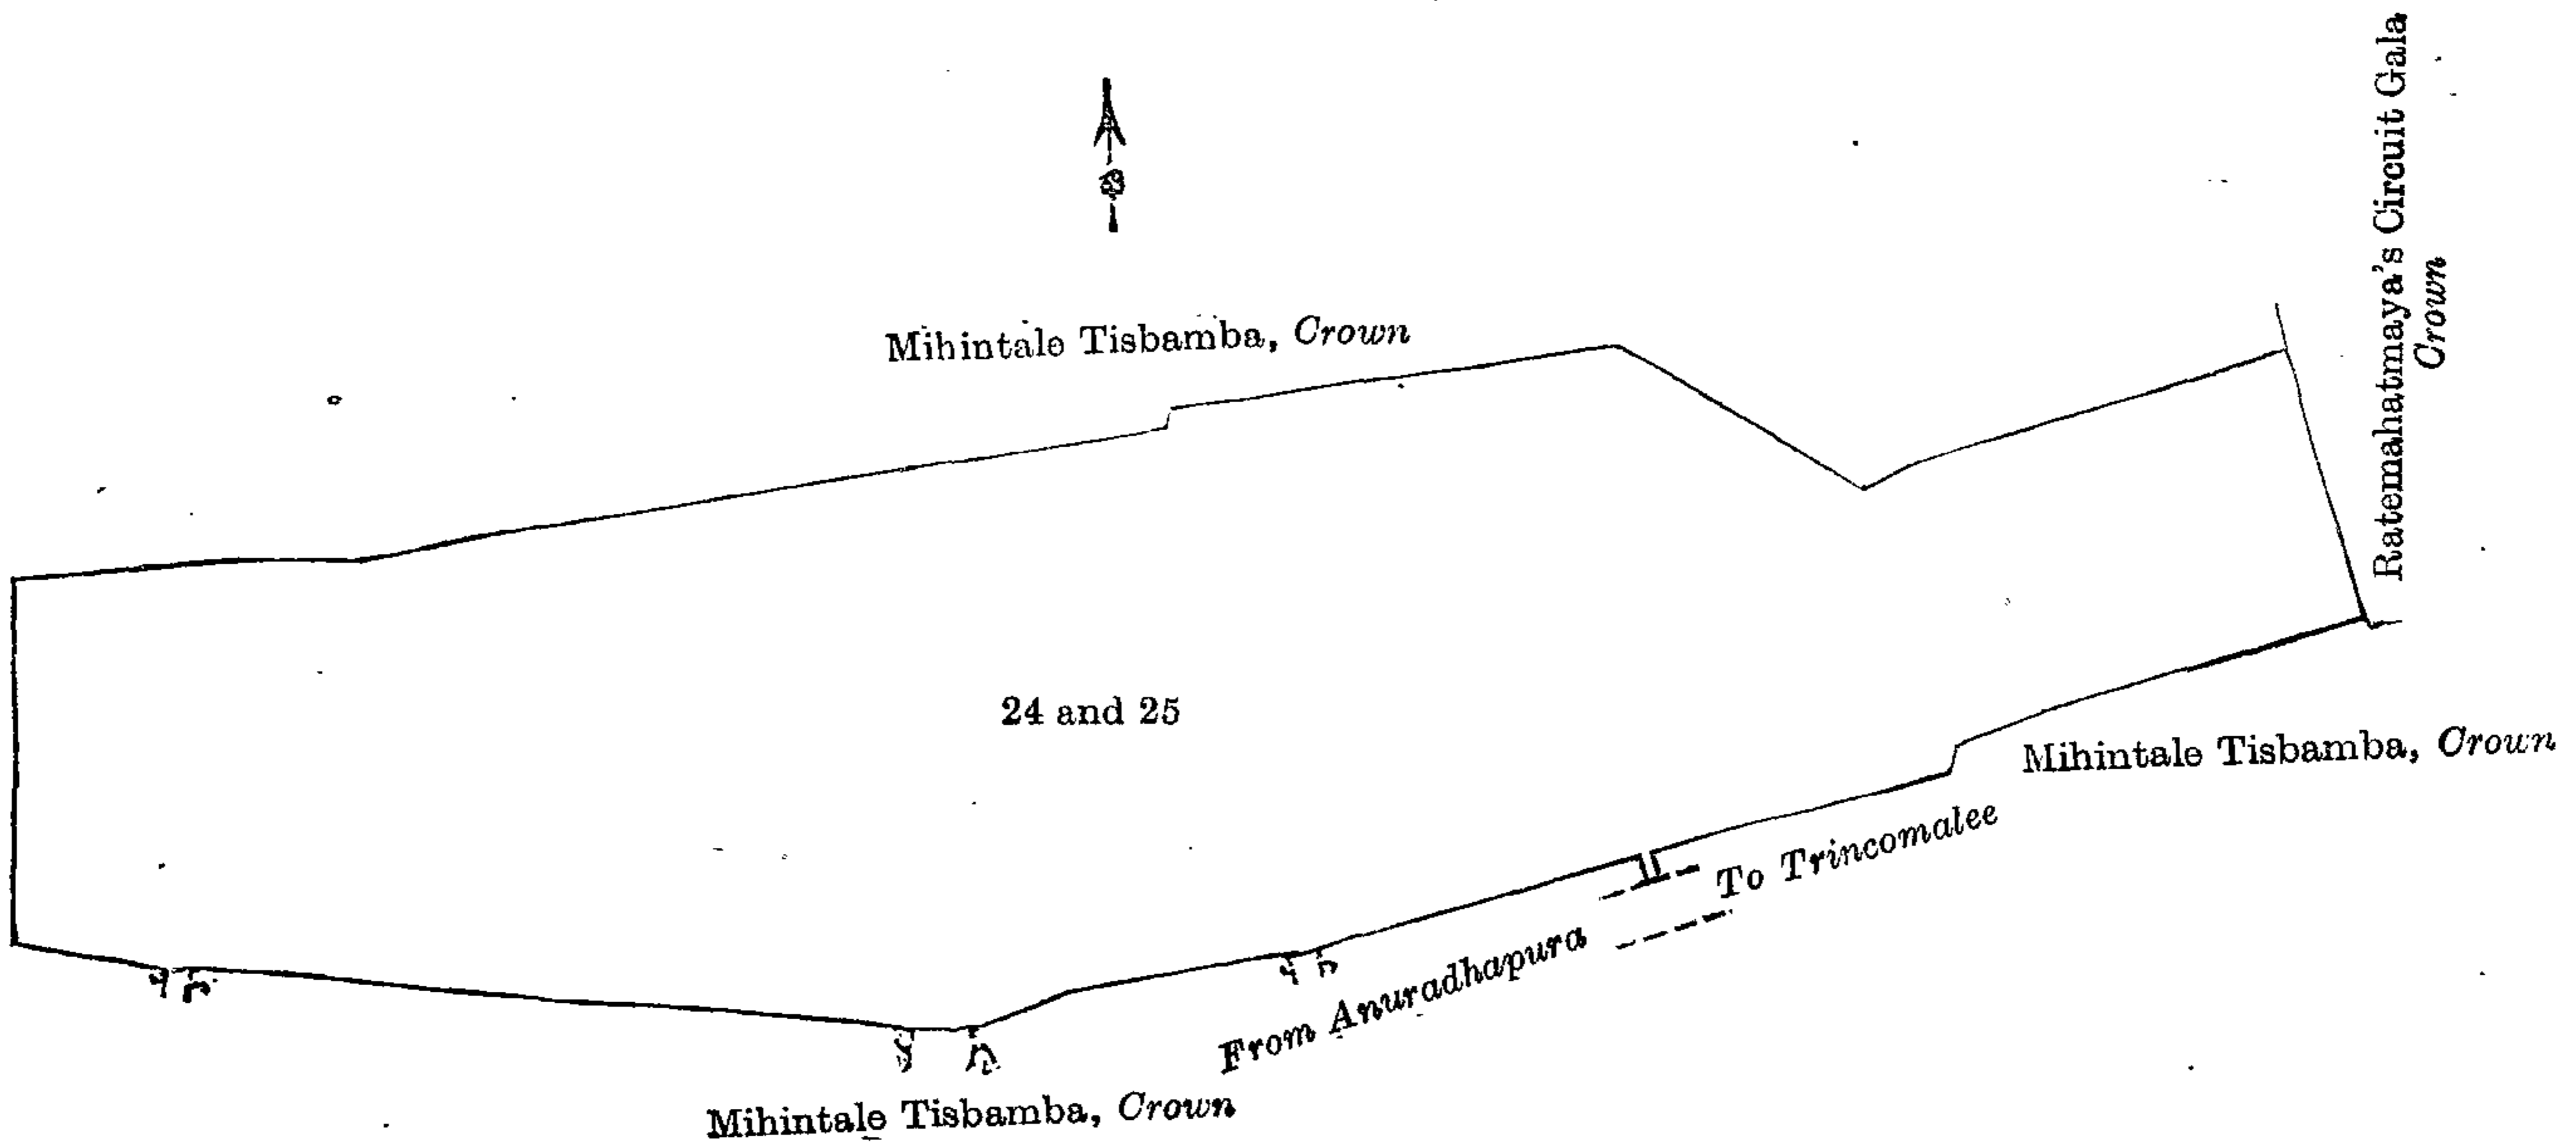 Ratemahatmaya's Circuit Gala
Crown
Mihintale Tisbamba, Crown
24 and 25
Mihintale Tisbamba, Crown
From Anuradhapura
To Trincomalee
Mihintale Tisbamba, Crown